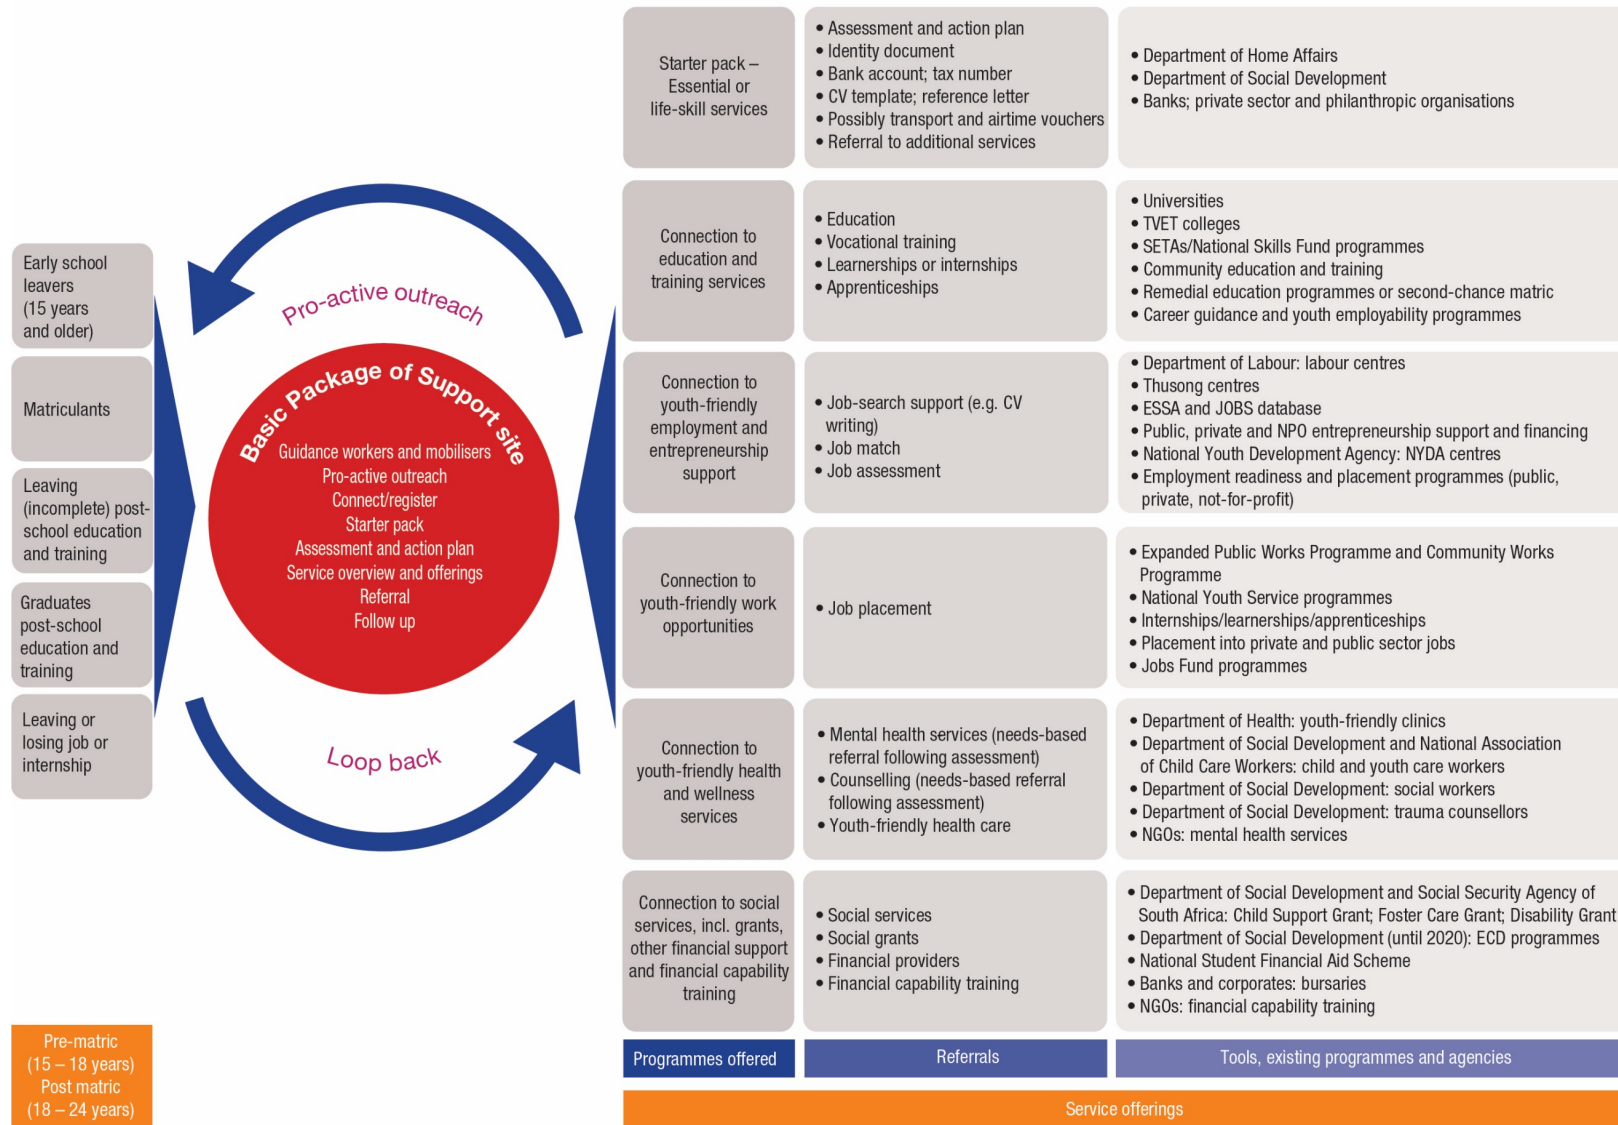 Early school
leavers
(15 years
and older)
Matriculants
Leaving
(incomplete) post-
school education
and training
Graduates
post-school
education and
training
Leaving or
losing job or
internship
Pre-matric
(15 – 18 years)
Post matric
(18 – 24 years)
Pro-active outreach
Basic Package of Support site
Guidance workers and mobilisers
Pro-active outreach
Connect/register
Starter pack
Assessment and action plan
Service overview and offerings
Referral
Follow up
Loop back
Starter pack –
Essential or
life-skill services
• Assessment and action plan
• Identity document
• Bank account; tax number
• CV template; reference letter
• Possibly transport and airtime vouchers
• Referral to additional services
• Department of Home Affairs
• Department of Social Development
• Banks; private sector and philanthropic organisations
Connection to
education and
training services
• Education
• Vocational training
• Learnerships or internships
• Apprenticeships
• Universities
• TVET colleges
• SETAs/National Skills Fund programmes
• Community education and training
• Remedial education programmes or second-chance matric
• Career guidance and youth employability programmes
Connection to
youth-friendly
employment and
entrepreneurship
support
• Job-search support (e.g. CV
writing)
• Job match
• Job assessment
• Department of Labour: labour centres
• Thusong centres
• ESSA and JOBS database
• Public, private and NPO entrepreneurship support and financing
• National Youth Development Agency: NYDA centres
• Employment readiness and placement programmes (public,
private, not-for-profit)
Connection to
youth-friendly work
opportunities
• Job placement
• Expanded Public Works Programme and Community Works
Programme
• National Youth Service programmes
• Internships/learnerships/apprenticeships
• Placement into private and public sector jobs
• Jobs Fund programmes
Connection to
youth-friendly health
and wellness
services
• Mental health services (needs-based
referral following assessment)
• Counselling (needs-based referral
following assessment)
• Youth-friendly health care
• Department of Health: youth-friendly clinics
• Department of Social Development and National Association
of Child Care Workers: child and youth care workers
• Department of Social Development: social workers
• Department of Social Development: trauma counsellors
• NGOs: mental health services
Connection to social
services, incl. grants,
other financial support
and financial capability
training
• Social services
• Social grants
• Financial providers
• Financial capability training
• Department of Social Development and Social Security Agency of
South Africa: Child Support Grant; Foster Care Grant; Disability Grant
• Department of Social Development (until 2020): ECD programmes
• National Student Financial Aid Scheme
• Banks and corporates: bursaries
• NGOs: financial capability training
Programmes offered
Referrals
Tools, existing programmes and agencies
Service offerings